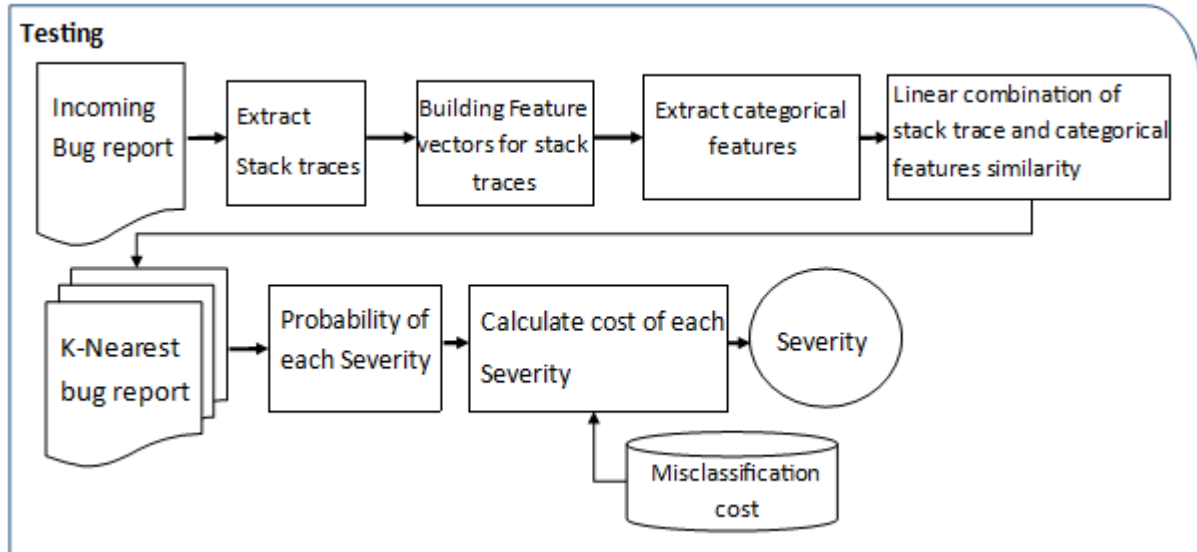 Testing
Incoming
Bug report
Extract
Stack traces
Building Feature
vectors for stack
traces
Extract categorical
features
Linear combination of
stack trace and categorical
features similarity
K-Nearest
bug report
Probability of
each Severity
Calculate cost of each
Severity
Severity
Misclassification
cost